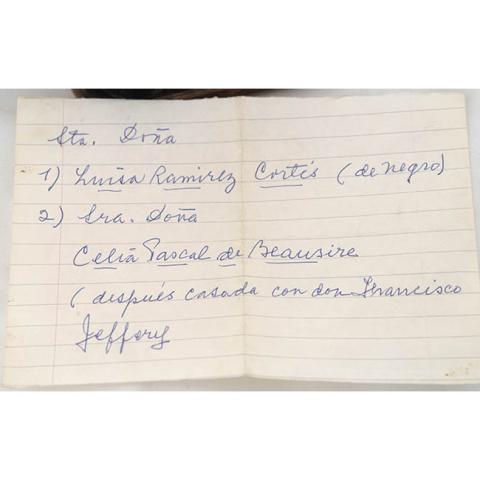 Sta. Doña
1) Luisa Ramirez Cortés (de negro)
2) Sra. Doña
Celia Pascal de Beausire
(después casada con don Francisco
Jeffery